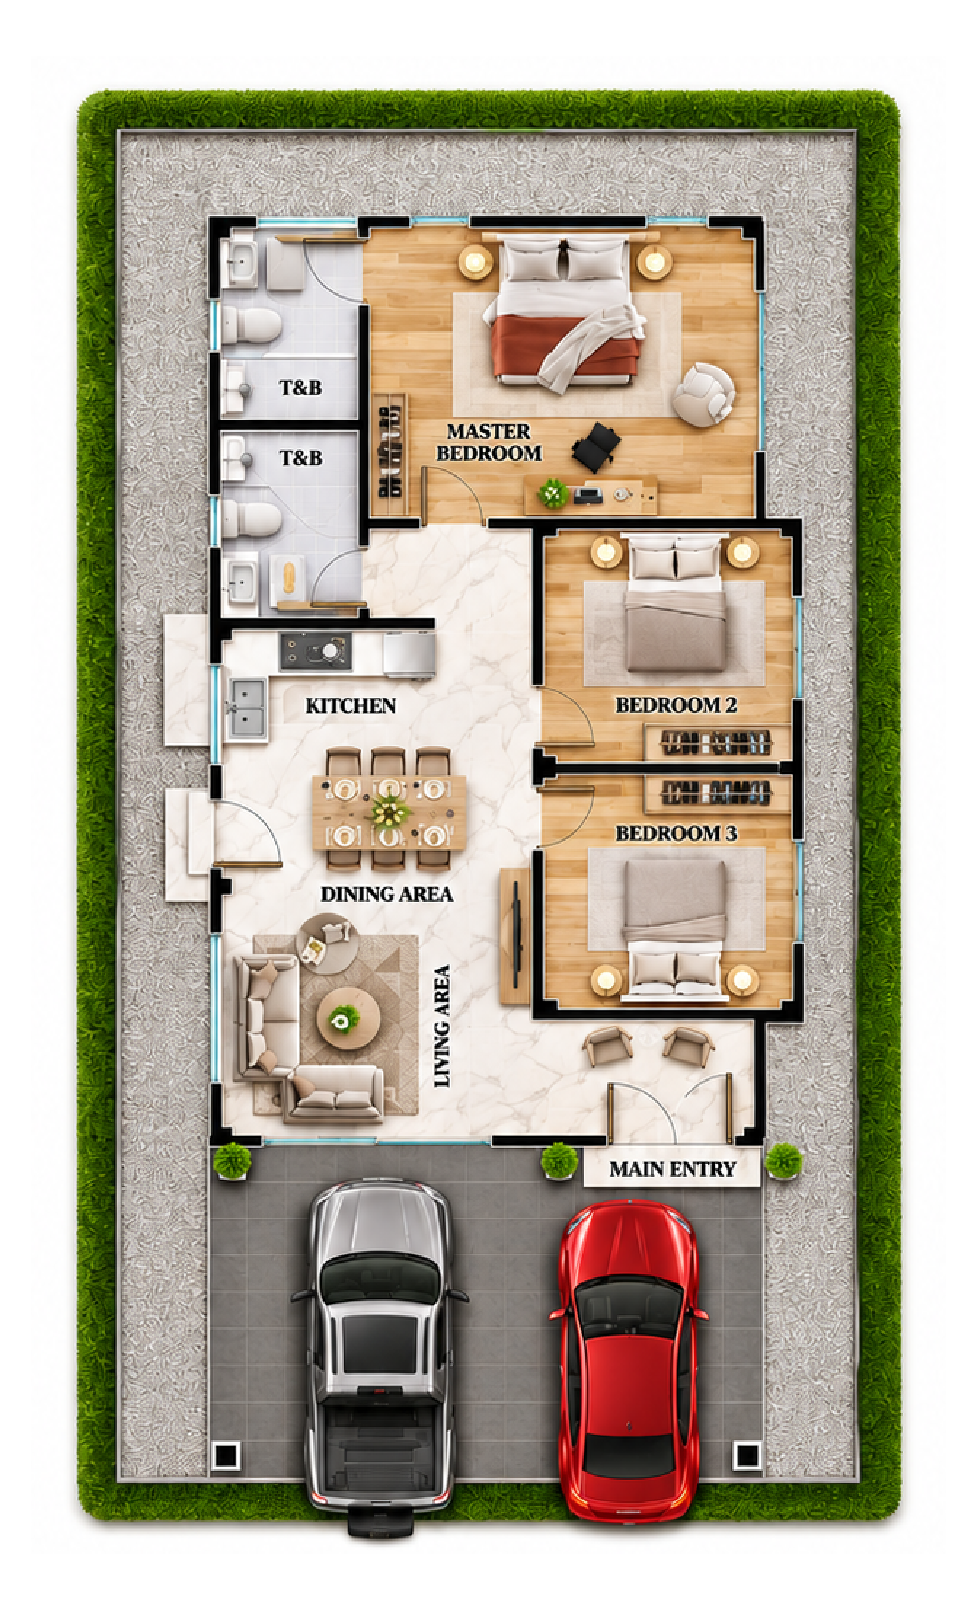 T&B
MASTER
BEDROOM
T&B
KITCHEN
BEDROOM 2
BEDROOM 3
DINING AREA
LIVING AREA
MAIN ENTRY